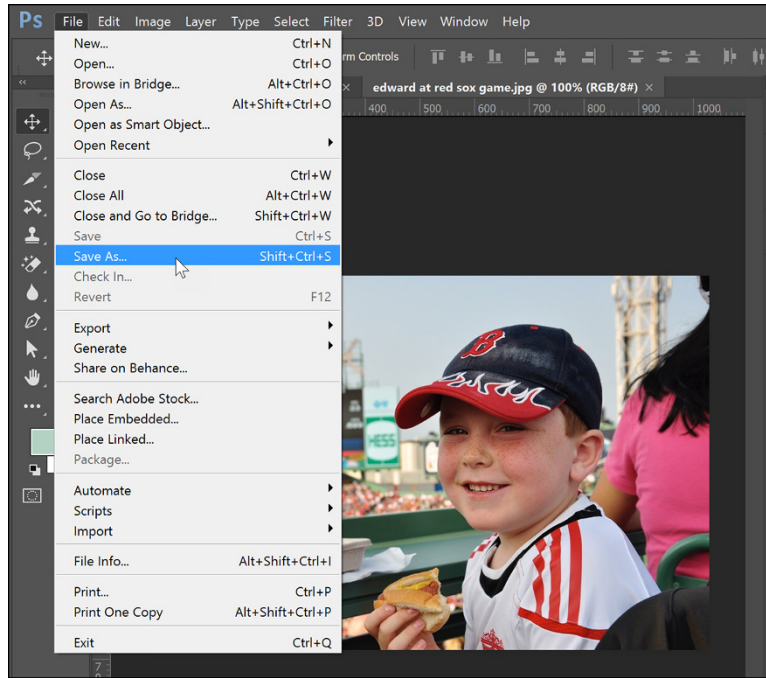 Ps File Edit Image Layer Type Select Filter 3D View Window Help
rm Controls
edward at red sox game.jpg @ 100% (RGB/8#) ×
400 500 600 700 800 900 1000
New... Ctrl+N
Open... Ctrl+O
Browse in Bridge... Alt+Ctrl+O
Open As... Alt+Shift+Ctrl+O
Open as Smart Object...
Open Recent
Close Ctrl+W
Close All Alt+Ctrl+W
Close and Go to Bridge... Shift+Ctrl+W
Save Ctrl+S
Save As... Shift+Ctrl+S
Check In...
Revert F12
Export
Generate
Share on Behance...
Search Adobe Stock...
Place Embedded...
Place Linked...
Package...
Automate
Scripts
Import
File Info... Alt+Shift+Ctrl+I
Print... Ctrl+P
Print One Copy Alt+Shift+Ctrl+P
Exit Ctrl+Q
B
HESS
7
0